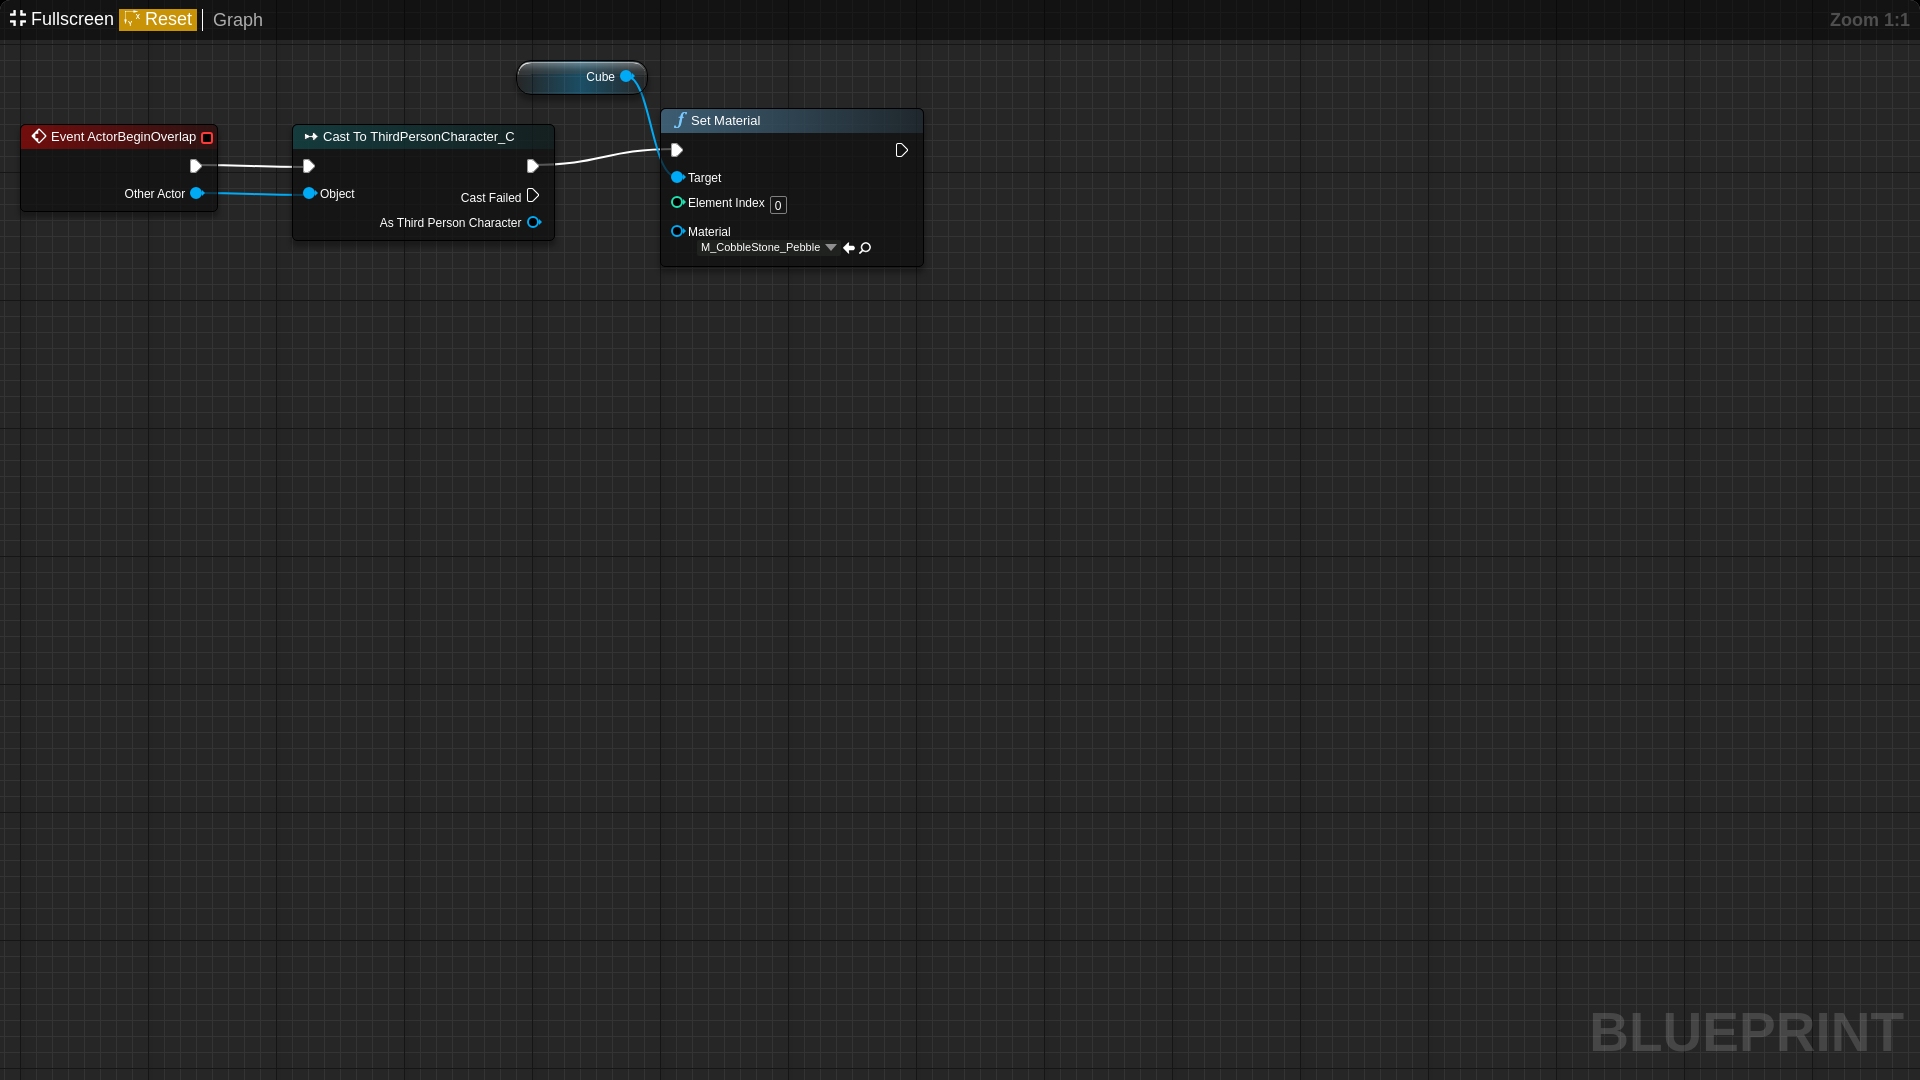 Fullscreen Reset Graph Zoom 1:1
Cube
Event ActorBeginOverlap
Other Actor
Cast To ThirdPersonCharacter_C
Object
Cast Failed
As Third Person Character
Set Material
Target
Element Index 0
Material
M_CobbleStone_Pebble
BLUEPRINT